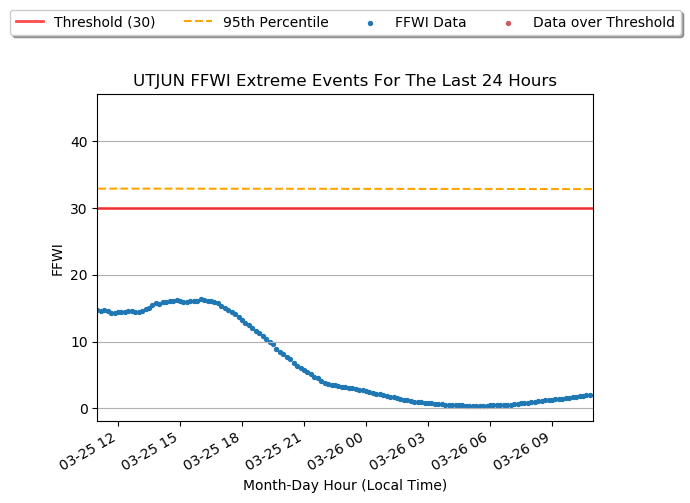 Threshold (30) 95th Percentile FFWI Data Data over Threshold
UTJUN FFWI Extreme Events For The Last 24 Hours
40
30
20
10
0
FFWI
03-25 12 03-25 15 03-25 18 03-25 21 03-26 00 03-26 03 03-26 06 03-26 09
Month-Day Hour (Local Time)